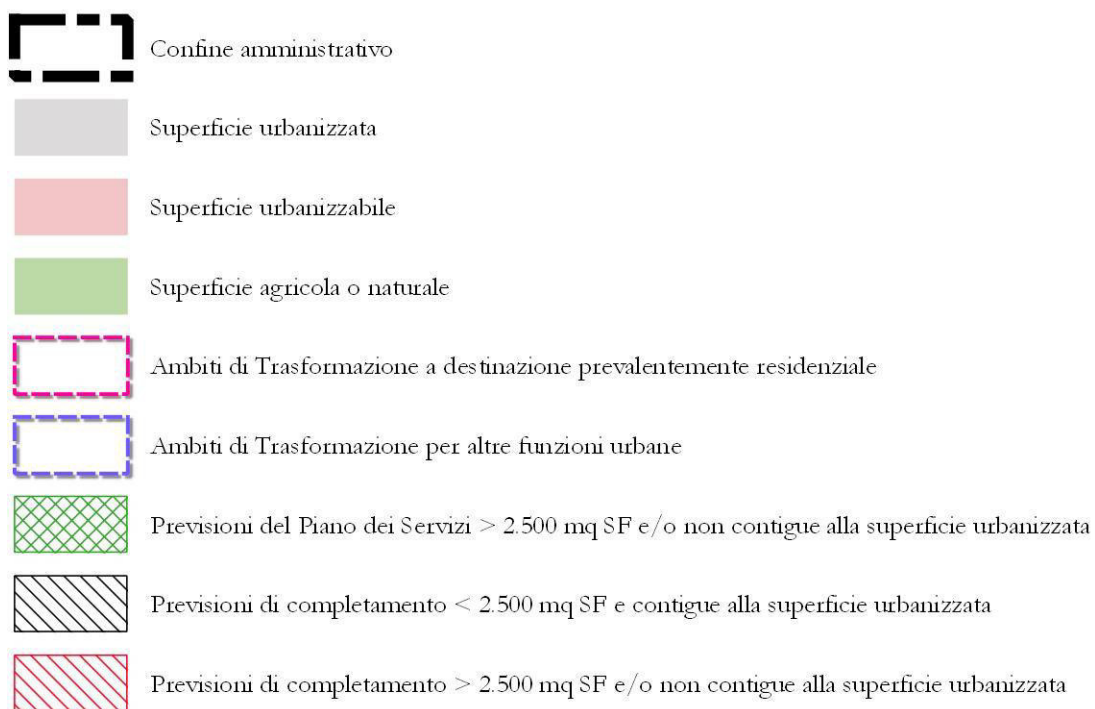 Confine amministrativo
Superficie urbanizzata
Superficie urbanizzabile
Superficie agricola o naturale
Ambiti di Trasformazione a destinazione prevalentemente residenziale
Ambiti di Trasformazione per altre funzioni urbane
Previsioni del Piano dei Servizi > 2.500 mq SF e/o non contigue alla superficie urbanizzata
Previsioni di completamento < 2.500 mq SF e contigue alla superficie urbanizzata
Previsioni di completamento > 2.500 mq SF e/o non contigue alla superficie urbanizzata